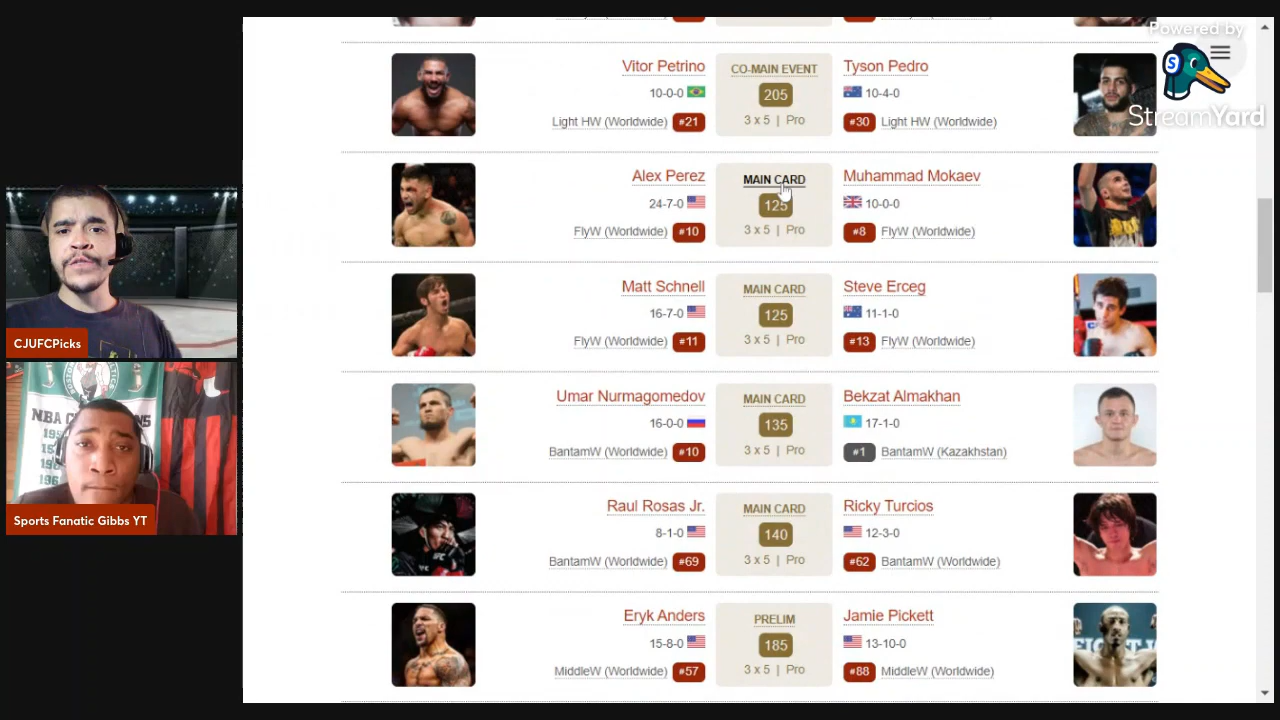 Powered by
StreamYard
CJUFCPicks
NBA
Sports Fanatic Gibbs YT
Vitor Petrino
10-0-0
Light HW (Worldwide) #21
CO-MAIN EVENT
205
3 x 5 | Pro
Tyson Pedro
10-4-0
#30 Light HW (Worldwide)
Alex Perez
24-7-0
FlyW (Worldwide) #10
MAIN CARD
125
3 x 5 | Pro
Muhammad Mokaev
10-0-0
#8 FlyW (Worldwide)
Matt Schnell
16-7-0
FlyW (Worldwide) #11
MAIN CARD
125
3 x 5 | Pro
Steve Erceg
11-1-0
#13 FlyW (Worldwide)
Umar Nurmagomedov
16-0-0
BantamW (Worldwide) #10
MAIN CARD
135
3 x 5 | Pro
Bekzat Almakhan
17-1-0
#1 BantamW (Kazakhstan)
Raul Rosas Jr.
8-1-0
BantamW (Worldwide) #69
MAIN CARD
140
3 x 5 | Pro
Ricky Turcios
12-3-0
#62 BantamW (Worldwide)
Eryk Anders
15-8-0
MiddleW (Worldwide) #57
PRELIM
185
3 x 5 | Pro
Jamie Pickett
13-10-0
#88 MiddleW (Worldwide)